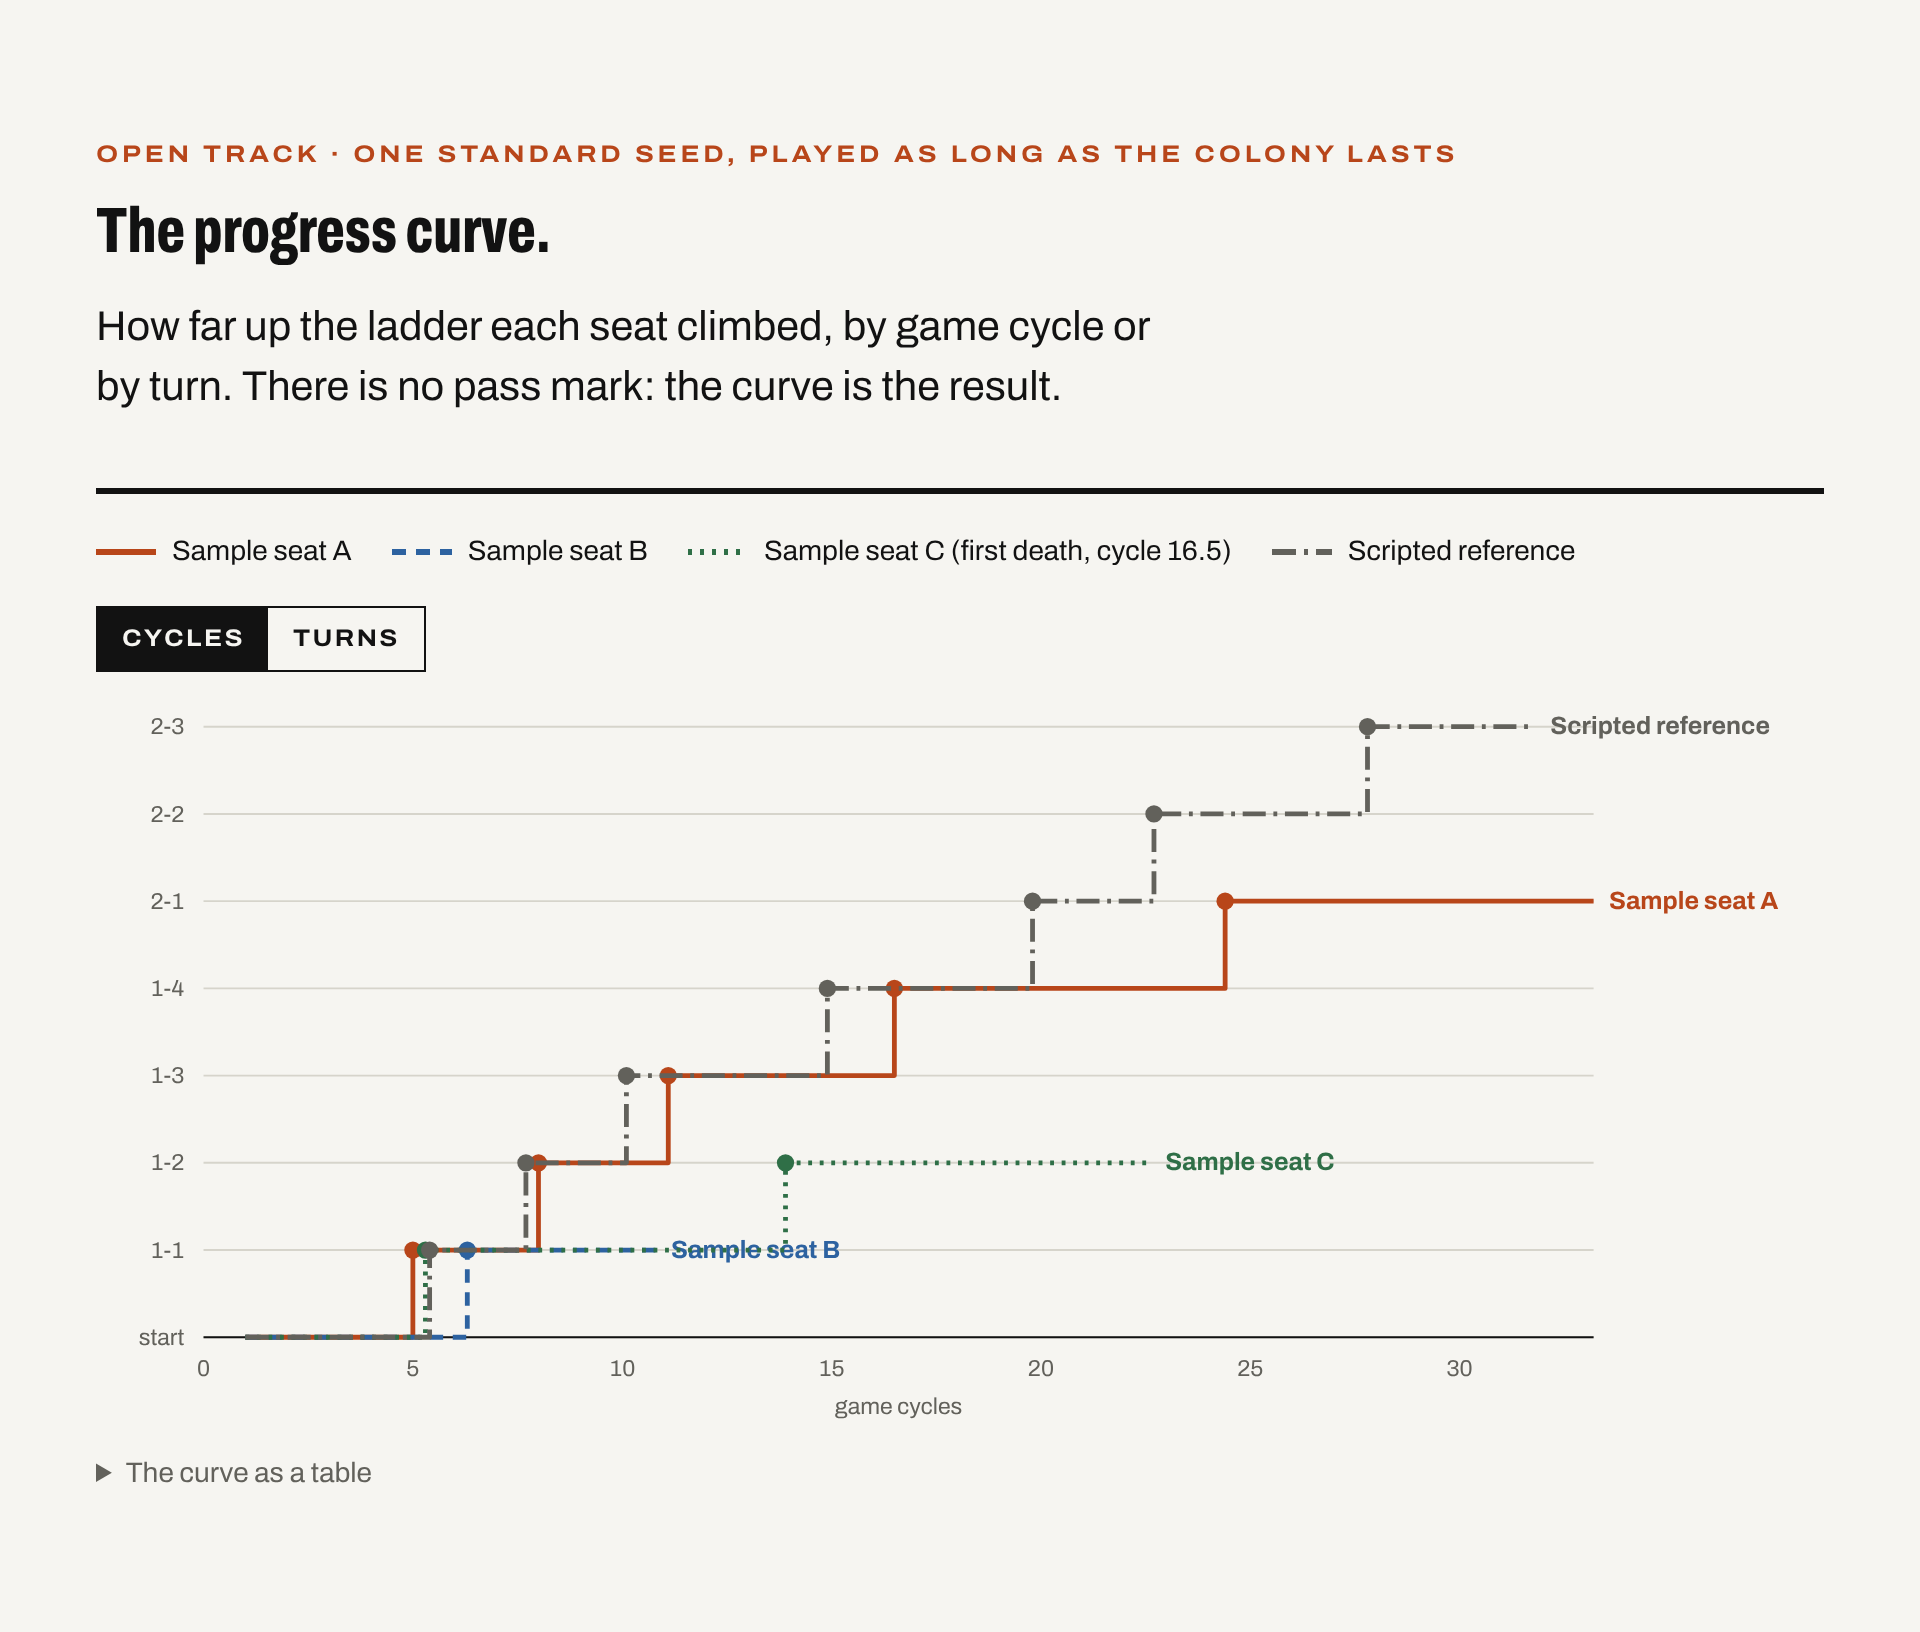 OPEN TRACK · ONE STANDARD SEED, PLAYED AS LONG AS THE COLONY LASTS
The progress curve.
How far up the ladder each seat climbed, by game cycle or
by turn. There is no pass mark: the curve is the result.
Sample seat A
Sample seat B
Sample seat C (first death, cycle 16.5)
Scripted reference
CYCLES
TURNS
2-3
Scripted reference
2-2
2-1
Sample seat A
1-4
1-3
1-2
Sample seat C
1-1
Sample seat B
start
0
5
10
15
20
25
30
game cycles
The curve as a table